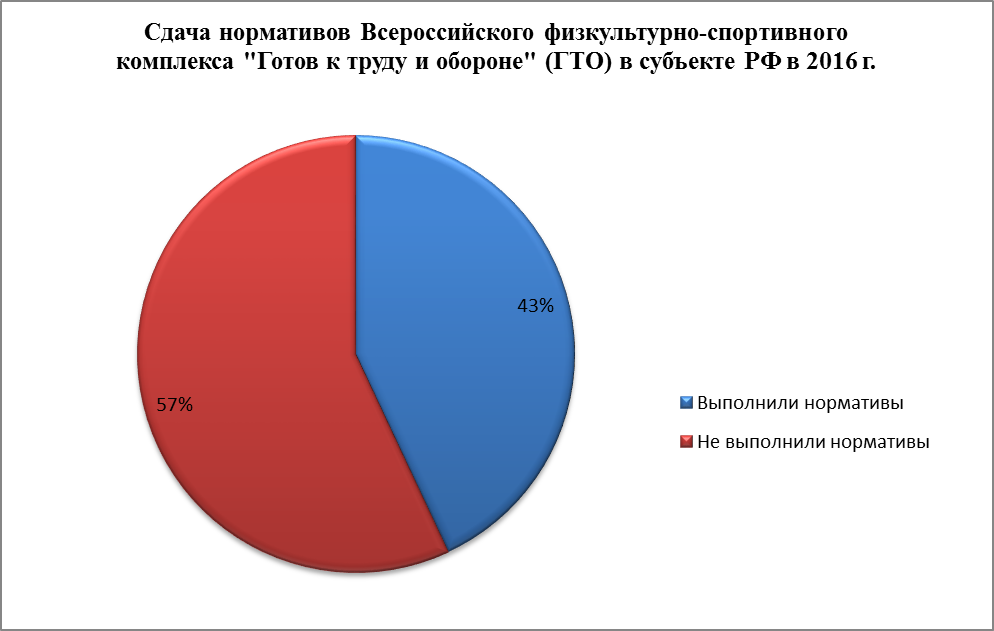 Сдача нормативов Всероссийского физкультурно-спортивного
комплекса "Готов к труду и обороне" (ГТО) в субъекте РФ в 2016 г.
43%
57%
Выполнили нормативы
Не выполнили нормативы